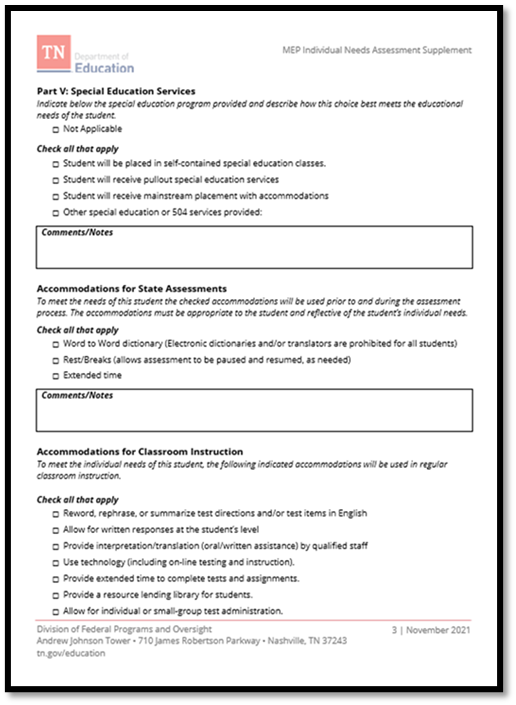 TN
Department of
Education
MEP Individual Needs Assessment Supplement
Part V: Special Education Services
Indicate below the special education program provided and describe how this choice best meets the educational
needs of the student.
□ Not Applicable
Check all that apply
□ Student will be placed in self-contained special education classes.
□ Student will receive pullout special education services
□ Student will receive mainstream placement with accommodations
□ Other special education or 504 services provided:
Comments/Notes
Accommodations for State Assessments
To meet the needs of this student the checked accommodations will be used prior to and during the assessment
process. The accommodations must be appropriate to the student and reflective of the student's individual needs.
Check all that apply
□ Word to Word dictionary (Electronic dictionaries and/or translators are prohibited for all students)
□ Rest/Breaks (allows assessment to be paused and resumed, as needed)
□ Extended time
Comments/Notes
Accommodations for Classroom Instruction
To meet the individual needs of this student, the following indicated accommodations will be used in regular
classroom instruction.
Check all that apply
□ Reword, rephrase, or summarize test directions and/or test items in English
□ Allow for written responses at the student's level
□ Provide interpretation/translation (oral/written assistance) by qualified staff
□ Use technology (including on-line testing and instruction).
□ Provide extended time to complete tests and assignments.
□ Provide a resource lending library for students.
□ Allow for individual or small-group test administration.
Division of Federal Programs and Oversight
Andrew Johnson Tower • 710 James Robertson Parkway • Nashville, TN 37243
tn.gov/education
3 | November 2021